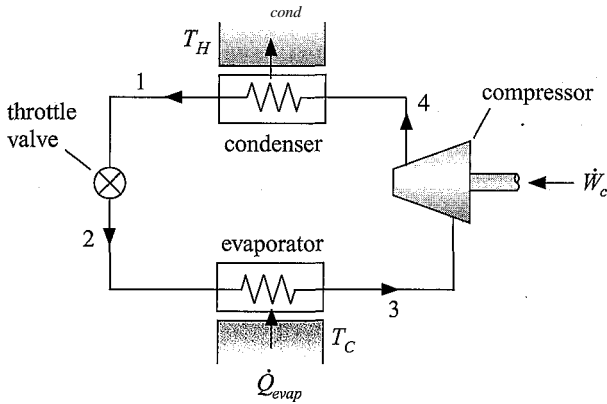 cond
T_H
1
4
compressor
throttle
valve
condenser
Ẇ_c
2
evaporator
3
T_C
Q̇_evap